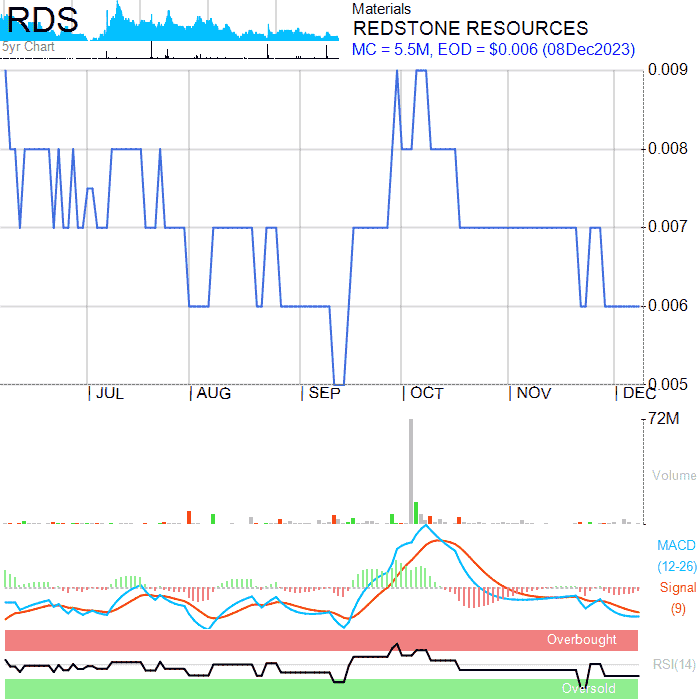 RDS
5yr Chart
Materials
REDSTONE RESOURCES
MC = 5.5M, EOD = $0.006 (08Dec2023)
0.009
0.008
0.007
0.006
0.005
JUL AUG SEP OCT NOV DEC
72M
Volume
MACD
(12-26)
Signal
(9)
Overbought
RSI(14)
Oversold